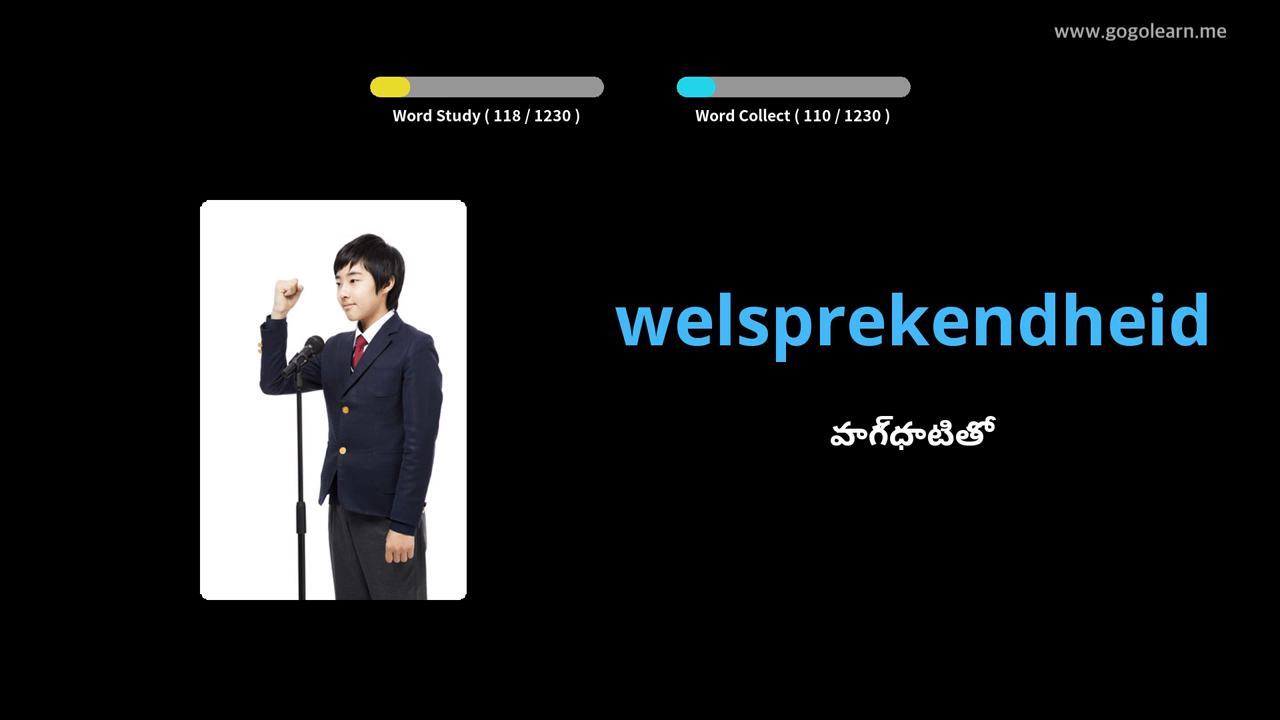 www.gogolearn.me
Word Study ( 118 / 1230 )
Word Collect ( 110 / 1230 )
welsprekendheid
వాగ్ధాటితో